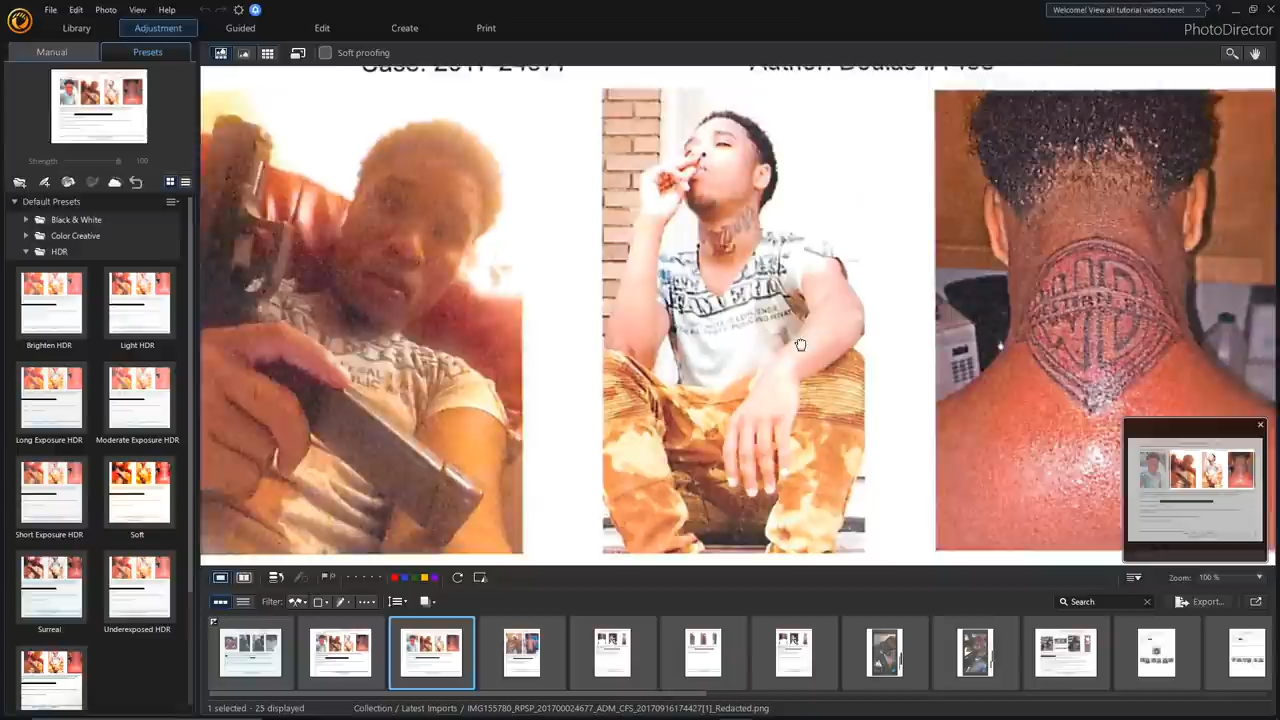 File Edit Photo View Help
Welcome! View all tutorial videos here!
Library Adjustment Guided Edit Create Print
PhotoDirector
Manual Presets
Soft proofing
Strength 100
Default Presets
Black & White
Color Creative
HDR
Brighten HDR Light HDR
Long Exposure HDR Moderate Exposure HDR
Short Exposure HDR Soft
Surreal Underexposed HDR
Zoom: 100 %
Filter:
Search
Export...
1 selected - 25 displayed
Collection / Latest Imports / IMG155780_RPSP_201700024677_ADM_CFS_20170916174427[1]_Redacted.png